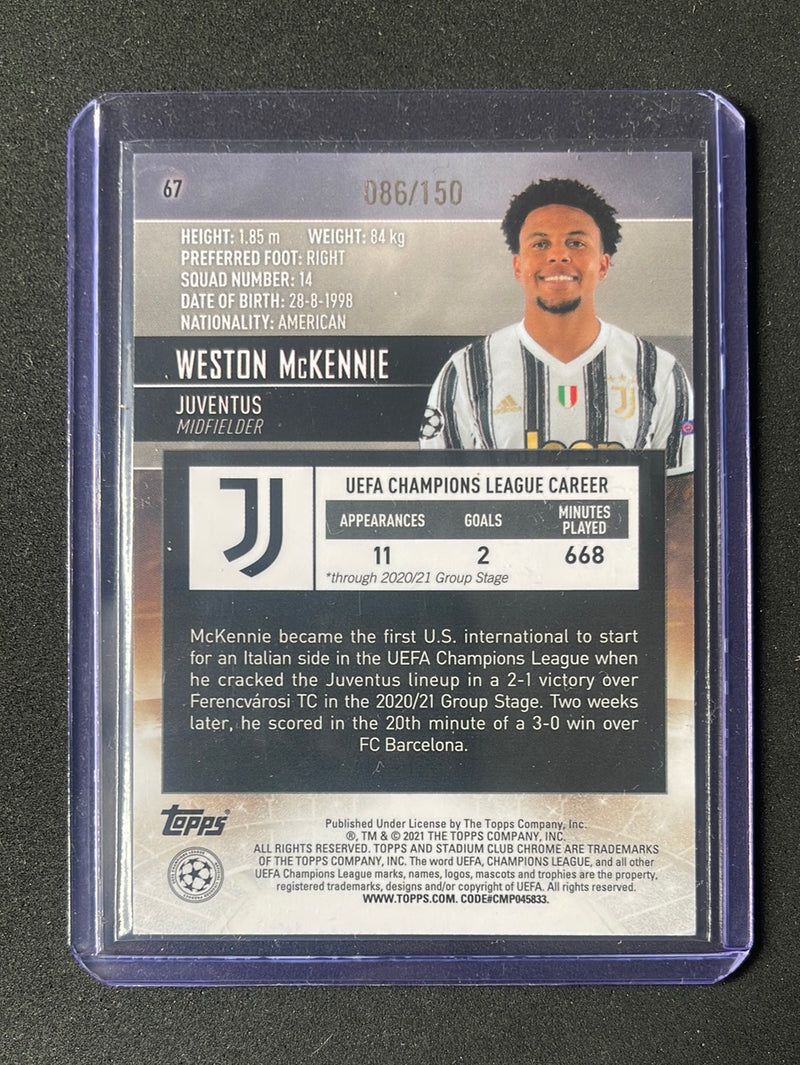 67
086/150
HEIGHT: 1.85 m WEIGHT: 84 kg
PREFERRED FOOT: RIGHT
SQUAD NUMBER: 14
DATE OF BIRTH: 28-8-1998
NATIONALITY: AMERICAN
WESTON McKENNIE
JUVENTUS
MIDFIELDER
Jeep
UEFA CHAMPIONS LEAGUE CAREER
APPEARANCES GOALS MINUTES PLAYED
11 2 668
*through 2020/21 Group Stage
McKennie became the first U.S. international to start
for an Italian side in the UEFA Champions League when
he cracked the Juventus lineup in a 2-1 victory over
Ferencvárosi TC in the 2020/21 Group Stage. Two weeks
later, he scored in the 20th minute of a 3-0 win over
FC Barcelona.
Topps®
Published Under License by The Topps Company, Inc.
®, TM & © 2021 THE TOPPS COMPANY, INC.
ALL RIGHTS RESERVED. TOPPS AND STADIUM CLUB CHROME ARE TRADEMARKS
OF THE TOPPS COMPANY, INC. The word UEFA, CHAMPIONS LEAGUE, and all other
UEFA Champions League marks, names, logos, mascots and trophies are the property,
registered trademarks, designs and/or copyright of UEFA. All rights reserved.
WWW.TOPPS.COM. CODE#CMP045833.